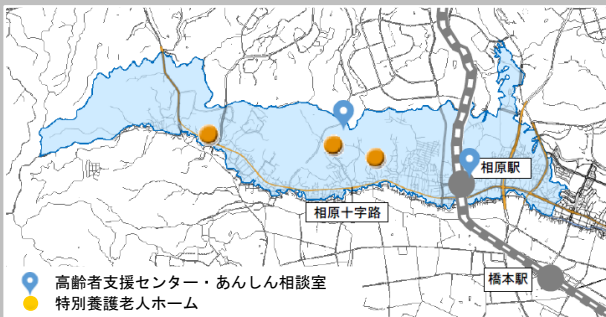 相原駅
相原十字路
橋本駅
高齢者支援センター・あんしん相談室
特別養護老人ホーム